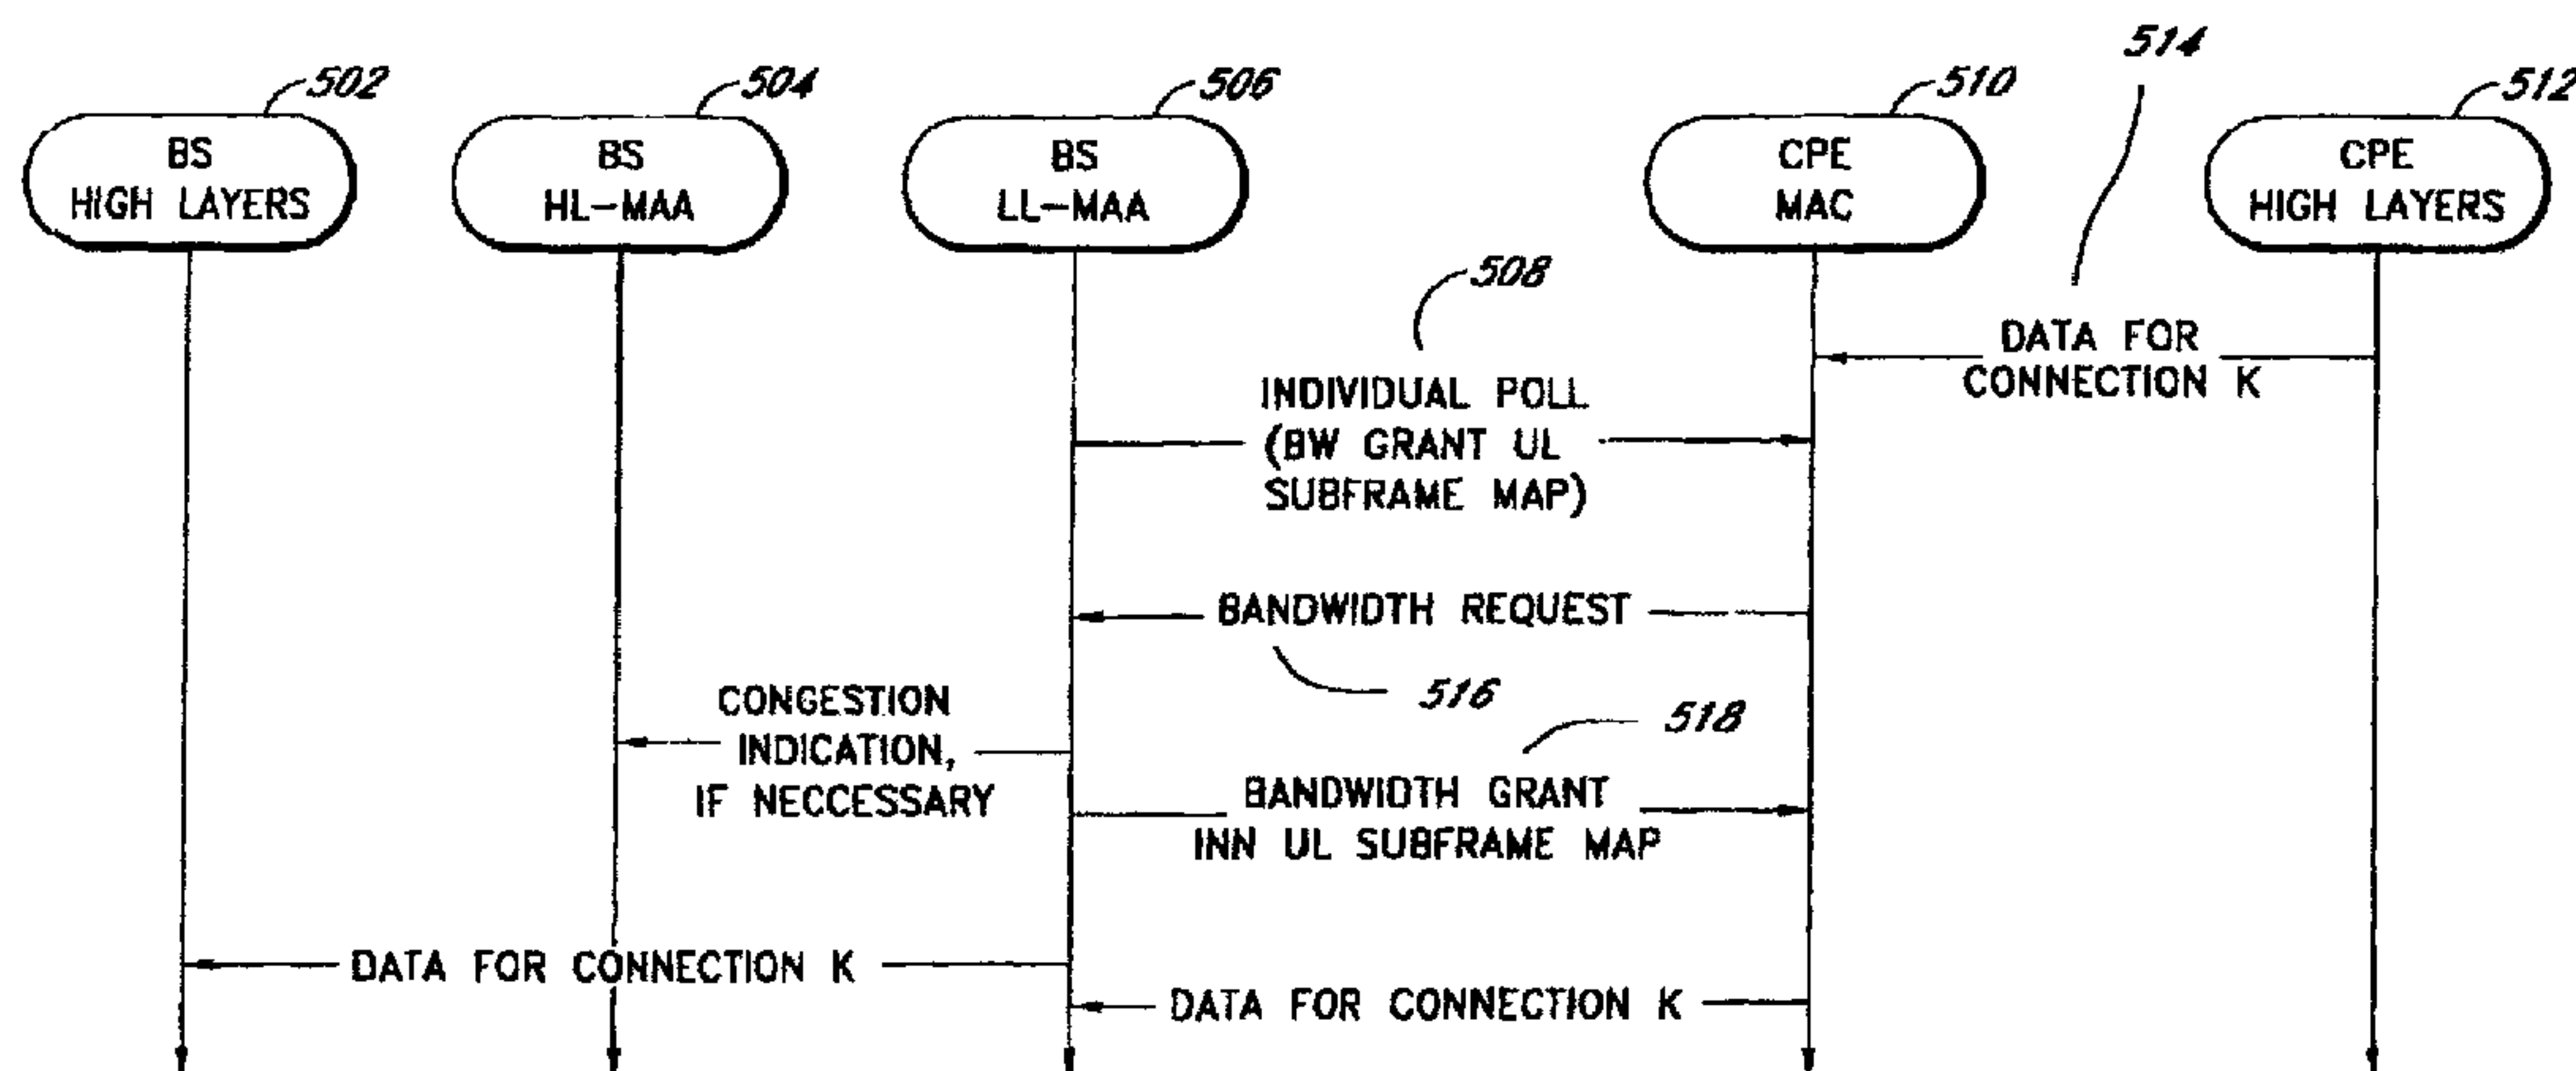 514
502
504
506
510
512
BS
HIGH LAYERS
BS
HL-MAA
BS
LL-MAA
CPE
MAC
CPE
HIGH LAYERS
508
DATA FOR
CONNECTION K
INDIVIDUAL POLL
(BW GRANT UL
SUBFRAME MAP)
BANDWIDTH REQUEST
516
CONGESTION
INDICATION,
IF NECCESSARY
518
BANDWIDTH GRANT
INN UL SUBFRAME MAP
DATA FOR CONNECTION K
DATA FOR CONNECTION K